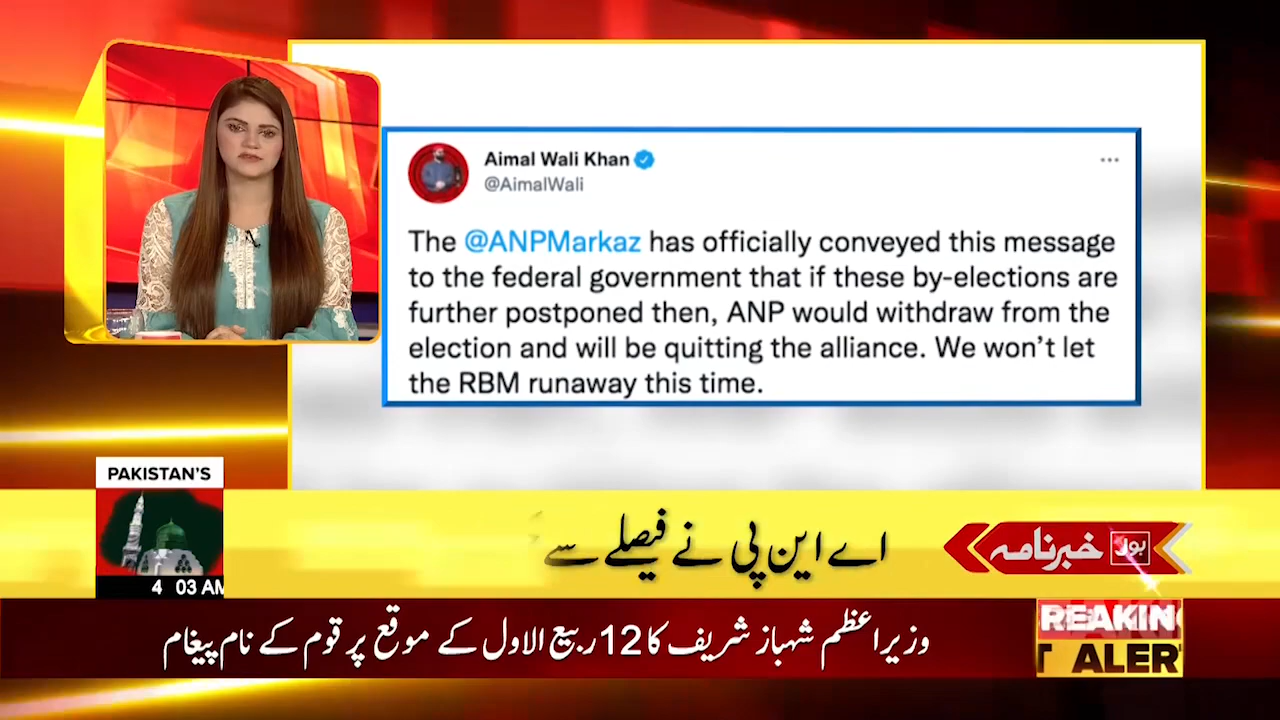 Aimal Wali Khan
@AimalWali
The @ANPMarkaz has officially conveyed this message
to the federal government that if these by-elections are
further postponed then, ANP would withdraw from the
election and will be quitting the alliance. We won't let
the RBM runaway this time.
PAKISTAN'S
4 03 AM
اے این پی نے فیصلے سے
بول خبرنامہ
وزیراعظم شہباز شریف کا 12 ربیع الاول کے موقع پر قوم کے نام پیغام
REAKIN
ALER